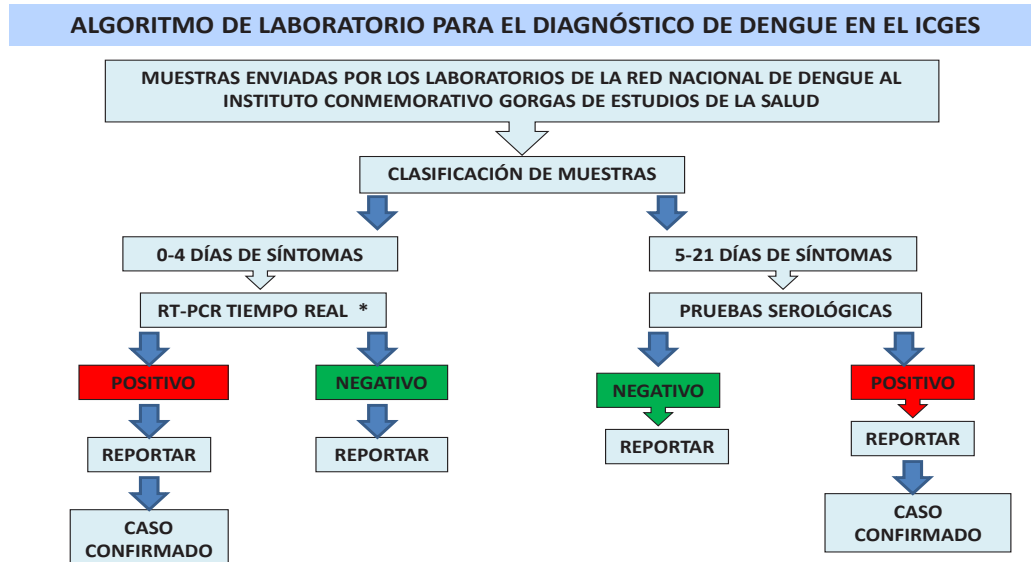 ALGORITMO DE LABORATORIO PARA EL DIAGNÓSTICO DE DENGUE EN EL ICGES
MUESTRAS ENVIADAS POR LOS LABORATORIOS DE LA RED NACIONAL DE DENGUE AL
INSTITUTO CONMEMORATIVO GORGAS DE ESTUDIOS DE LA SALUD
CLASIFICACIÓN DE MUESTRAS
0-4 DÍAS DE SÍNTOMAS
5-21 DÍAS DE SÍNTOMAS
RT-PCR TIEMPO REAL *
PRUEBAS SEROLÓGICAS
POSITIVO
NEGATIVO
NEGATIVO
POSITIVO
REPORTAR
REPORTAR
REPORTAR
REPORTAR
CASO
CONFIRMADO
CASO
CONFIRMADO